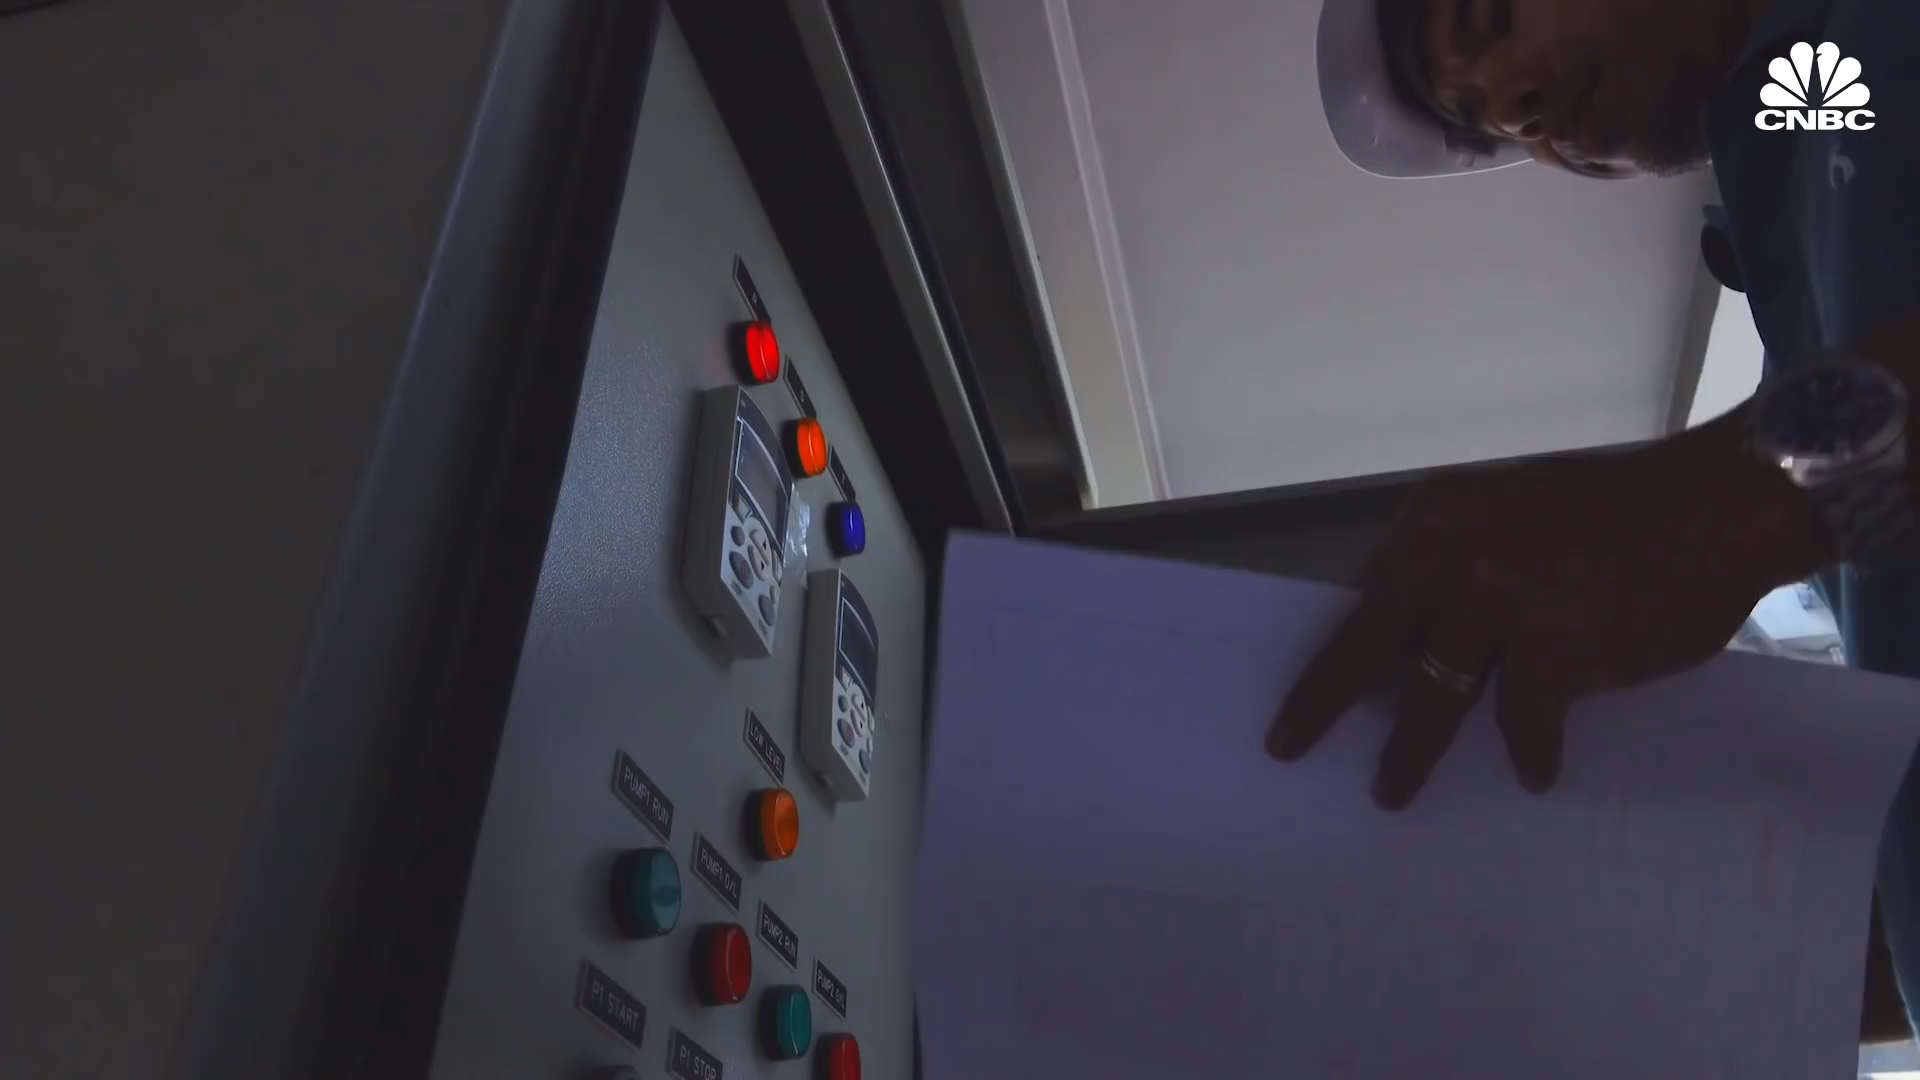 CNBC
LOW LEVEL
PUMP1 RUN
PUMP1 O/L
PUMP2 RUN
PUMP2 O/L
P1 START
P1 STOP